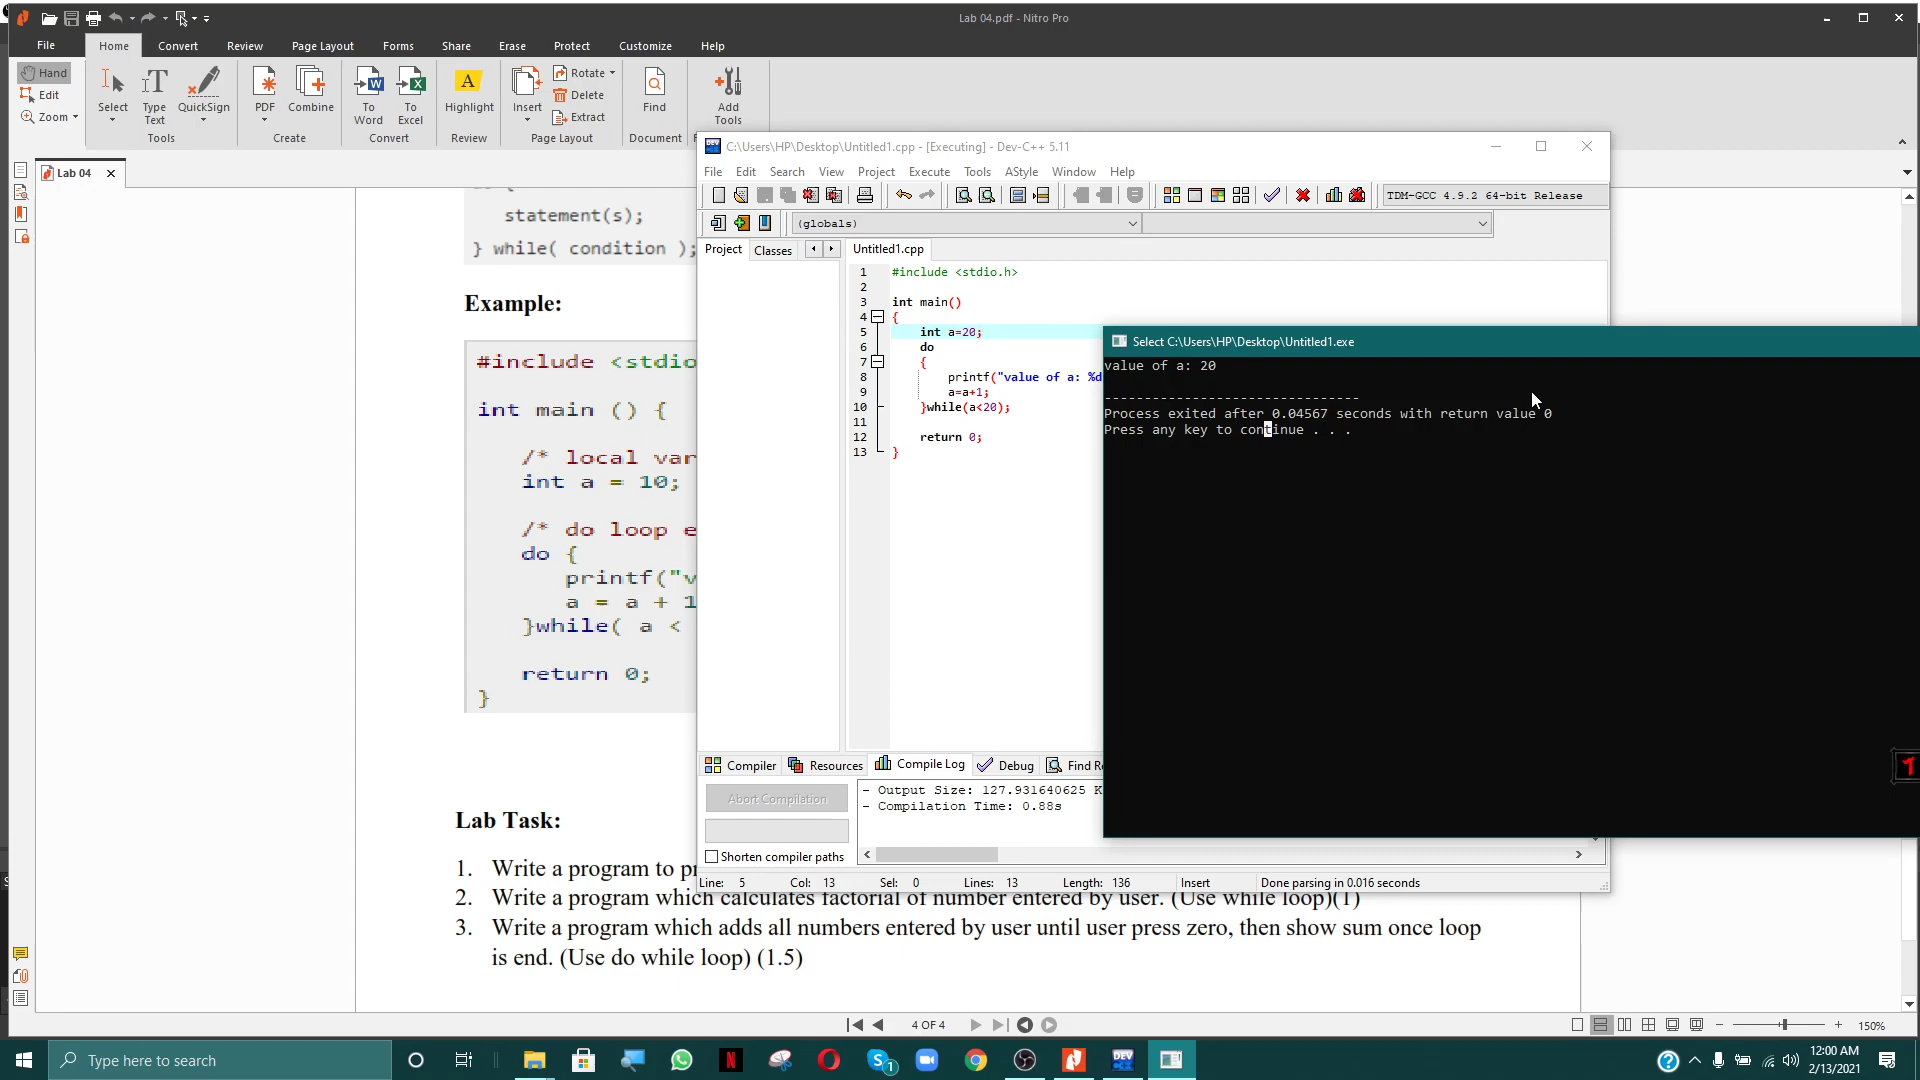 Lab 04.pdf - Nitro Pro
File Home Convert Review Page Layout Forms Share Erase Protect Customize Help
Hand
Edit
Zoom
Select
Type Text
QuickSign
Tools
PDF
Combine
Create
To Word
To Excel
Convert
Highlight
Review
Insert
Rotate
Delete
Extract
Page Layout
Find
Document
Add Tools
Lab 04
statement(s);
} while( condition );
Example:
#include <stdio
int main () {
/* local var
int a = 10;
/* do loop e
do {
printf("v
a = a + 1
}while( a <
return 0;
}
Lab Task:
1. Write a program to pr
2. Write a program which calculates factorial of number entered by user. (Use while loop)(1)
3. Write a program which adds all numbers entered by user until user press zero, then show sum once loop
is end. (Use do while loop) (1.5)
C:\Users\HP\Desktop\Untitled1.cpp - [Executing] - Dev-C++ 5.11
File Edit Search View Project Execute Tools AStyle Window Help
TDM-GCC 4.9.2 64-bit Release
(globals)
Project Classes
Untitled1.cpp
1 #include <stdio.h>
2
3 int main()
4 {
5 int a=20;
6 do
7 {
8 printf("value of a: %d
9 a=a+1;
10 }while(a<20);
11
12 return 0;
13 }
Select C:\Users\HP\Desktop\Untitled1.exe
value of a: 20
--------------------------------
Process exited after 0.04567 seconds with return value 0
Press any key to continue . . .
Compiler Resources Compile Log Debug Find Re
Abort Compilation
Shorten compiler paths
- Output Size: 127.931640625 K
- Compilation Time: 0.88s
Line: 5 Col: 13 Sel: 0 Lines: 13 Length: 136 Insert Done parsing in 0.016 seconds
4 OF 4
150%
Type here to search
12:00 AM
2/13/2021